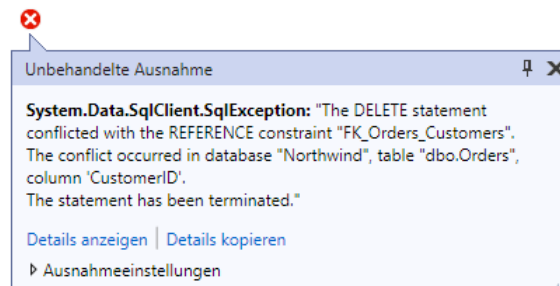 Unbehandelte Ausnahme
System.Data.SqlClient.SqlException: "The DELETE statement
conflicted with the REFERENCE constraint "FK_Orders_Customers".
The conflict occurred in database "Northwind", table "dbo.Orders",
column 'CustomerID'.
The statement has been terminated."
Details anzeigen | Details kopieren
Ausnahmeeinstellungen